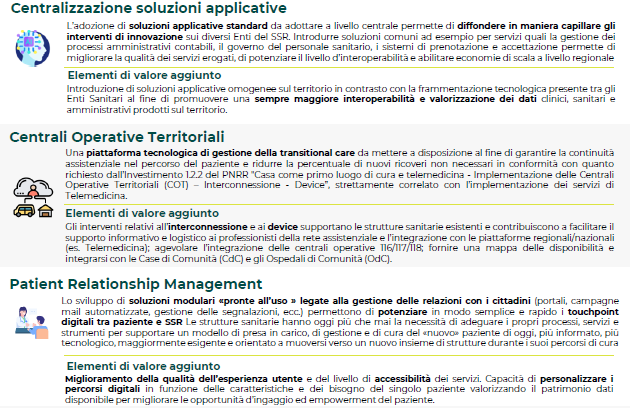 Centralizzazione soluzioni applicative
L'adozione di soluzioni applicative standard da adottare a livello centrale permette di diffondere in maniera capillare gli
interventi di innovazione sui diversi Enti del SSR. Introdurre soluzioni comuni ad esempio per servizi quali la gestione dei
processi amministrativi contabili, il governo del personale sanitario, i sistemi di prenotazione e accettazione permette di
migliorare la qualità dei servizi erogati, di potenziare il livello d'interoperabilità e abilitare economie di scala a livello regionale
Elementi di valore aggiunto
Introduzione di soluzioni applicative omogenee sul territorio in contrasto con la frammentazione tecnologica presente tra gli
Enti Sanitari al fine di promuovere una sempre maggiore interoperabilità e valorizzazione dei dati clinici, sanitari e
amministrativi prodotti sul territorio.
Centrali Operative Territoriali
Una piattaforma tecnologica di gestione della transitional care da mettere a disposizione al fine di garantire la continuità
assistenziale nel percorso del paziente e ridurre la percentuale di nuovi ricoveri non necessari in conformità con quanto
richiesto dall'Investimento 1.2.2 del PNRR "Casa come primo luogo di cura e telemedicina - Implementazione delle Centrali
Operative Territoriali (COT) – Interconnessione - Device", strettamente correlato con l'implementazione dei servizi di
Telemedicina.
Elementi di valore aggiunto
Gli interventi relativi all'interconnessione e ai device supportano le strutture sanitarie esistenti e contribuiscono a facilitare il
supporto informativo e logistico ai professionisti della rete assistenziale e l'integrazione con le piattaforme regionali/nazionali
(es. Telemedicina); agevolare l'integrazione delle centrali operative 116/117/118; fornire una mappa delle disponibilità e
integrarsi con le Case di Comunità (CdC) e gli Ospedali di Comunità (OdC).
Patient Relationship Management
Lo sviluppo di soluzioni modulari «pronte all'uso » legate alla gestione delle relazioni con i cittadini (portali, campagne
mail automatizzate, gestione delle segnalazioni, ecc.) permettono di potenziare in modo semplice e rapido i touchpoint
digitali tra paziente e SSR Le strutture sanitarie hanno oggi più che mai la necessità di adeguare i propri processi, servizi e
strumenti per supportare un modello di presa in carico, di gestione e di cura del «nuovo» paziente di oggi, più informato, più
tecnologico, maggiormente esigente e orientato a muoversi verso un nuovo insieme di strutture durante i suoi percorsi di cura
Elementi di valore aggiunto
Miglioramento della qualità dell'esperienza utente e del livello di accessibilità dei servizi. Capacità di personalizzare i
percorsi digitali in funzione delle caratteristiche e dei bisogno del singolo paziente valorizzando il patrimonio dati
disponibile per migliorare le opportunità d'ingaggio ed empowerment del paziente.